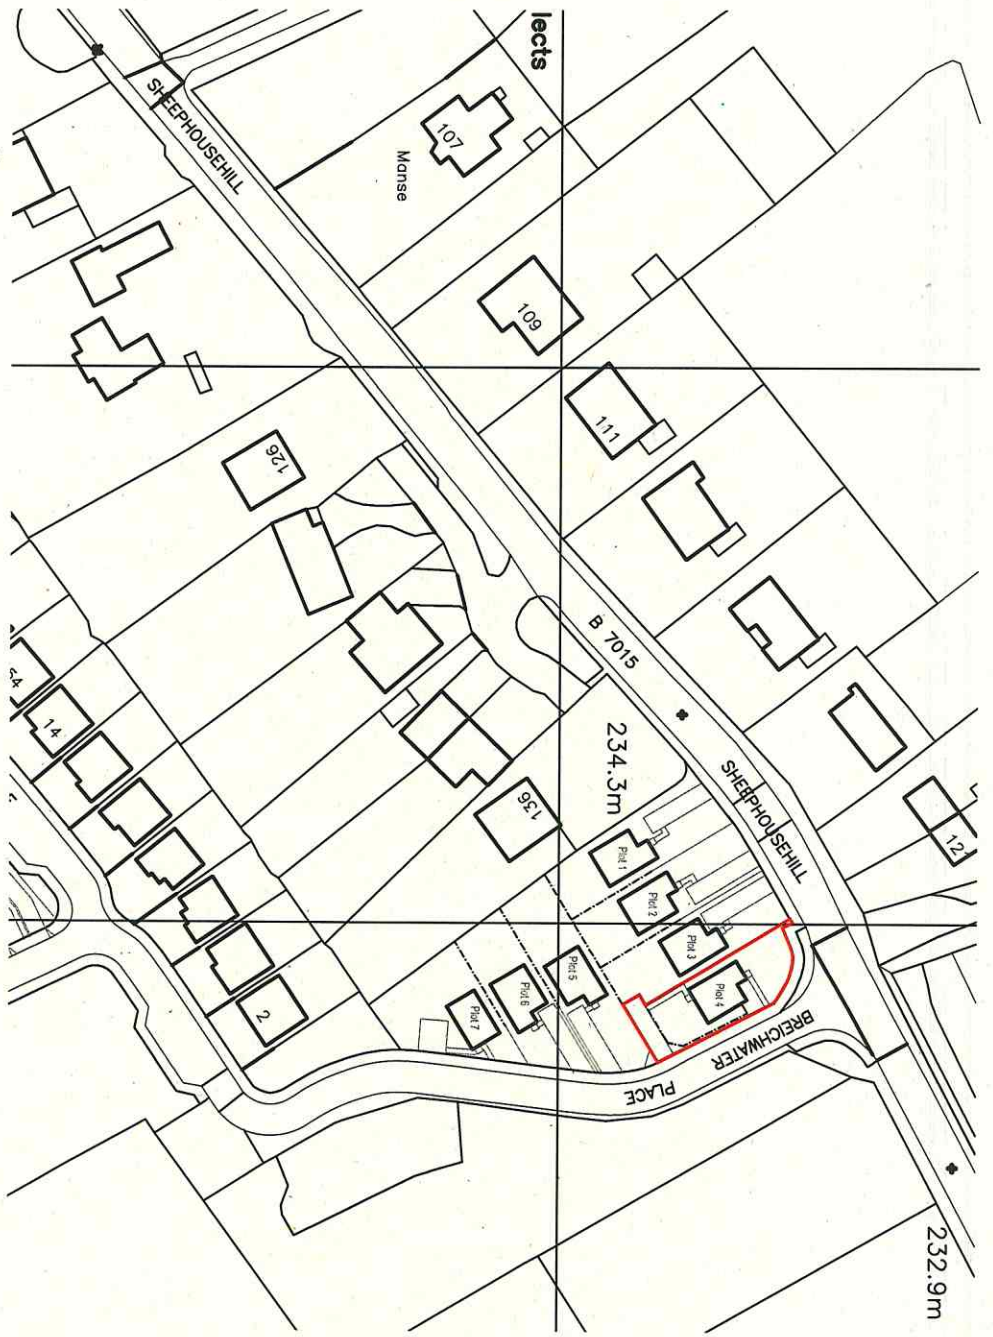 lects
SHEEPHOUSEHILL
107
Manse
109
111
126
B 7015
234.3m
SHEEPHOUSEHILL
12
14
136
Plot 1
Plot 2
Plot 3
Plot 4
Plot 5
Plot 6
Plot 7
2
BREICHWATER
PLACE
232.9m